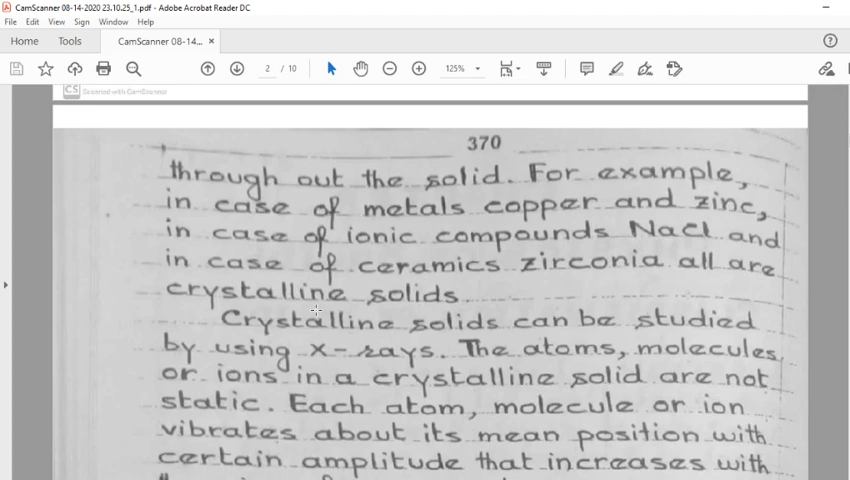 CamScanner 08-14-2020 23.10.25_1.pdf - Adobe Acrobat Reader DC
File Edit View Sign Window Help
Home Tools CamScanner 08-14... ×
2 / 10 125%
CS Scanned with CamScanner
370
through out the solid. For example,
in case of metals copper and zinc,
in case of ionic compounds NaCl and
in case of ceramics zirconia all are
crystalline solids.
Crystalline solids can be studied
by using x-rays. The atoms, molecules
or ions in a crystalline solid are not
static. Each atom, molecule or ion
vibrates about its mean position with
certain amplitude that increases with